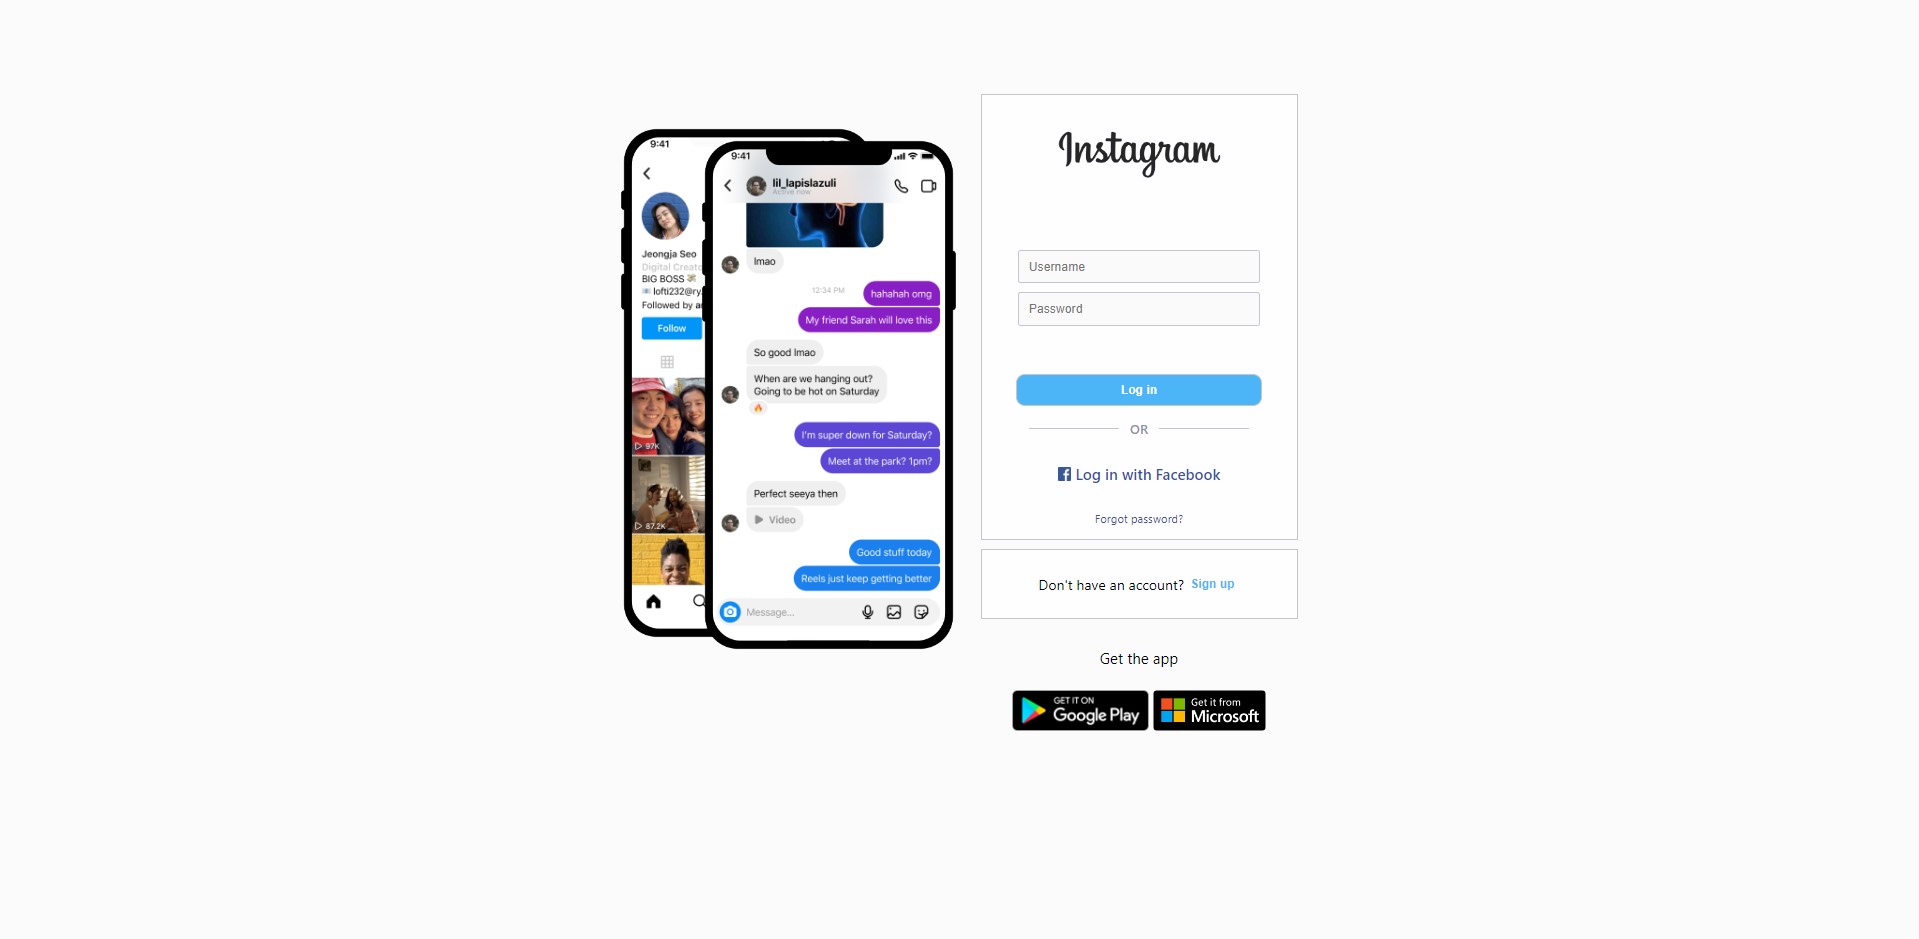 9:41
Jeongja Seo
Digital Create
BIG BOSS
lofti232@ry
Followed by
Follow
97K
87.2K
9:41
lil_lapislazuli
Active now
lmao
12:34 PM
hahahah omg
My friend Sarah will love this
So good lmao
When are we hanging out?
Going to be hot on Saturday
I'm super down for Saturday?
Meet at the park? 1pm?
Perfect seeya then
Video
Good stuff today
Reels just keep getting better
Message...
Instagram
Username
Password
Log in
OR
Log in with Facebook
Forgot password?
Don't have an account? Sign up
Get the app
GET IT ON
Google Play
Get it from
Microsoft